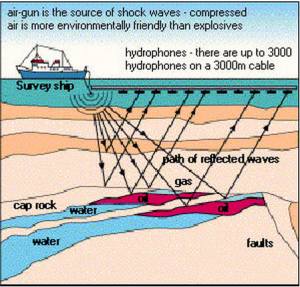 air-gun is the source of shock waves - compressed
air is more environmentally friendly than explosives
hydrophones - there are up to 3000
hydrophones on a 3000m cable
Survey ship
path of reflected waves
gas
cap rock
oil
water
oil
water
faults